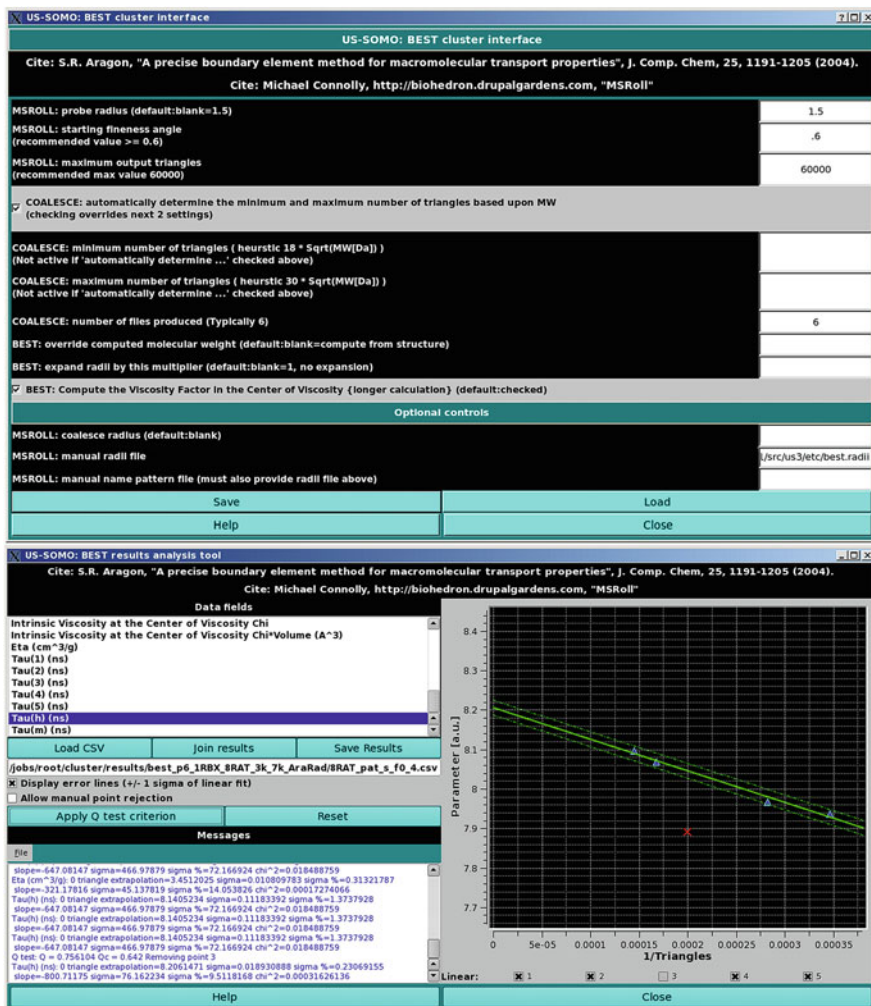 US-SOMO: BEST cluster interface
US-SOMO: BEST cluster interface
Cite: S.R. Aragon, "A precise boundary element method for macromolecular transport properties", J. Comp. Chem, 25, 1191-1205 (2004).
Cite: Michael Connolly, http://biohedron.drupalgardens.com, "MSRoll"
MSROLL: probe radius (default:blank=1.5)
1.5
MSROLL: starting fineness angle
(recommended value >= 0.6)
.6
MSROLL: maximum output triangles
(recommended max value 60000)
60000
COALESCE: automatically determine the minimum and maximum number of triangles based upon MW
(checking overrides next 2 settings)
COALESCE: minimum number of triangles ( heurstic 18 * Sqrt(MW[Da]) )
(Not active if 'automatically determine ...' checked above)
COALESCE: maximum number of triangles ( heurstic 30 * Sqrt(MW[Da]) )
(Not active if 'automatically determine ...' checked above)
COALESCE: number of files produced (Typically 6)
6
BEST: override computed molecular weight (default:blank=compute from structure)
BEST: expand radii by this multiplier (default:blank=1, no expansion)
BEST: Compute the Viscosity Factor in the Center of Viscosity {longer calculation} (default:checked)
Optional controls
MSROLL: coalesce radius (default:blank)
MSROLL: manual radii file
l/src/us3/etc/best.radii
MSROLL: manual name pattern file (must also provide radii file above)
Save
Load
Help
Close
US-SOMO: BEST results analysis tool
Cite: S.R. Aragon, "A precise boundary element method for macromolecular transport properties", J. Comp. Chem, 25, 1191-1205 (2004).
Cite: Michael Connolly, http://biohedron.drupalgardens.com, "MSRoll"
Data fields
Intrinsic Viscosity at the Center of Viscosity Chi
Intrinsic Viscosity at the Center of Viscosity Chi*Volume (A^3)
Eta (cm^3/g)
Tau(1) (ns)
Tau(2) (ns)
Tau(3) (ns)
Tau(4) (ns)
Tau(5) (ns)
Tau(h) (ns)
Tau(m) (ns)
Load CSV
Join results
Save Results
/jobs/root/cluster/results/best_p6_1RBX_8RAT_3k_7k_AraRad/8RAT_pat_s_f0_4.csv
Display error lines (+/- 1 sigma of linear fit)
Allow manual point rejection
Apply Q test criterion
Reset
Messages
File
slope=-647.08147 sigma=466.97879 sigma %=72.166924 chi^2=0.018488759
Eta (cm^3/g): 0 triangle extrapolation=3.4512025 sigma=0.010809783 sigma %=0.31321787
slope=-321.17816 sigma=45.137819 sigma %=14.053826 chi^2=0.00017274066
Tau(h) (ns): 0 triangle extrapolation=8.1405234 sigma=0.11183392 sigma %=1.3737928
slope=-647.08147 sigma=466.97879 sigma %=72.166924 chi^2=0.018488759
Tau(h) (ns): 0 triangle extrapolation=8.1405234 sigma=0.11183392 sigma %=1.3737928
slope=-647.08147 sigma=466.97879 sigma %=72.166924 chi^2=0.018488759
Tau(h) (ns): 0 triangle extrapolation=8.1405234 sigma=0.11183392 sigma %=1.3737928
slope=-647.08147 sigma=466.97879 sigma %=72.166924 chi^2=0.018488759
Q test: Q = 0.756104 Qc = 0.642 Removing point 3
Tau(h) (ns): 0 triangle extrapolation=8.2061471 sigma=0.018930888 sigma %=0.23069155
slope=-800.71175 sigma=76.162234 sigma %=9.5118168 chi^2=0.00031626136
Parameter [a.u.]
8.4
8.3
8.2
8.1
8
7.9
7.8
7.7
0
5e-05
0.0001
0.00015
0.0002
0.00025
0.0003
0.00035
1/Triangles
Linear:
1
2
3
4
5
Help
Close